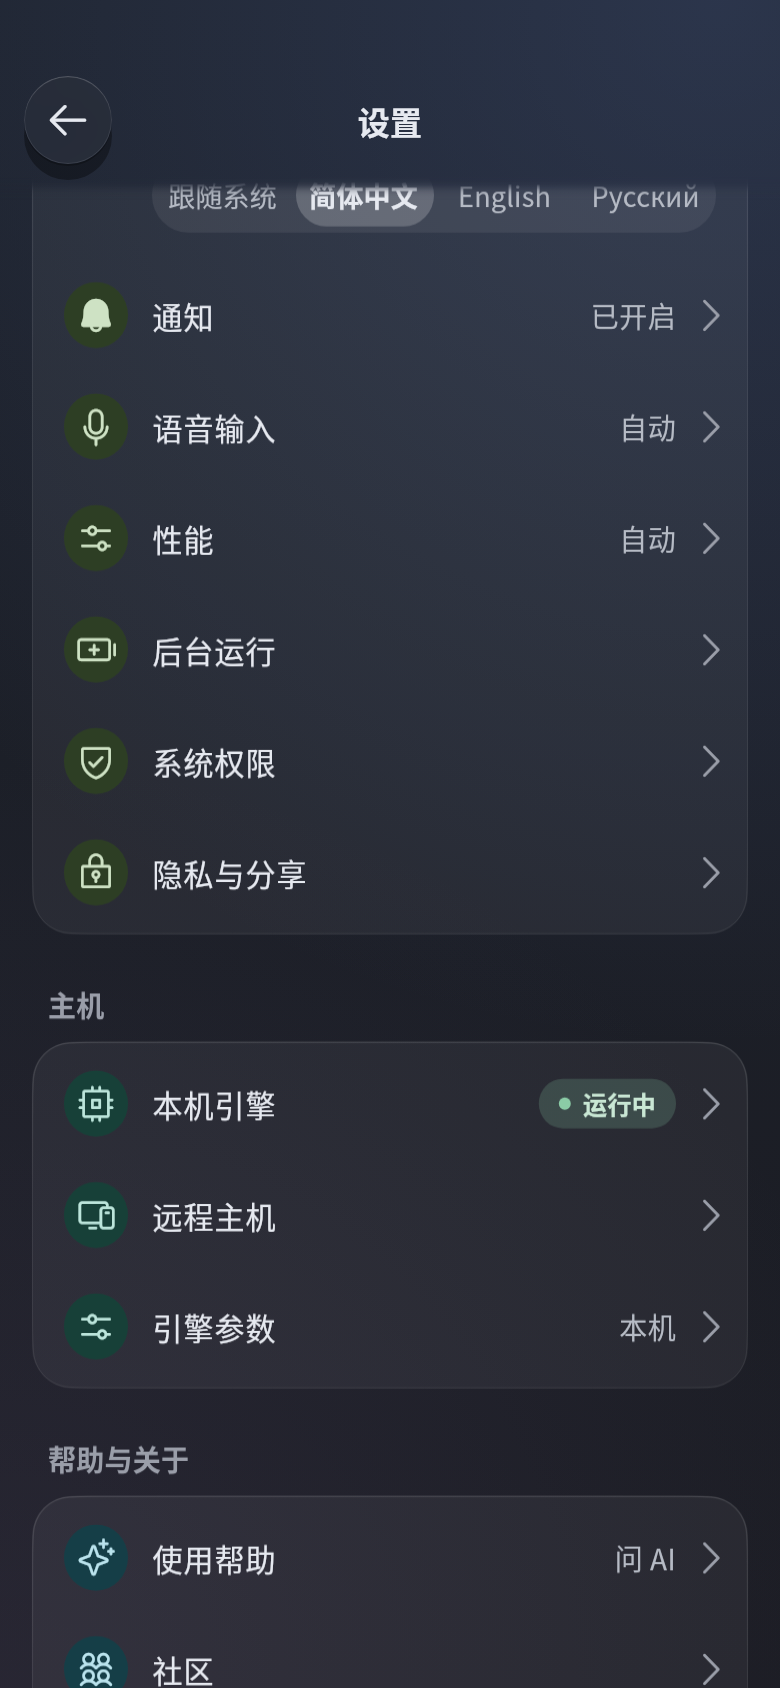 设置
跟随系统 简体中文 English Русский
通知 已开启
语音输入 自动
性能 自动
后台运行
系统权限
隐私与分享
主机
本机引擎 运行中
远程主机
引擎参数 本机
帮助与关于
使用帮助 问 AI
社区